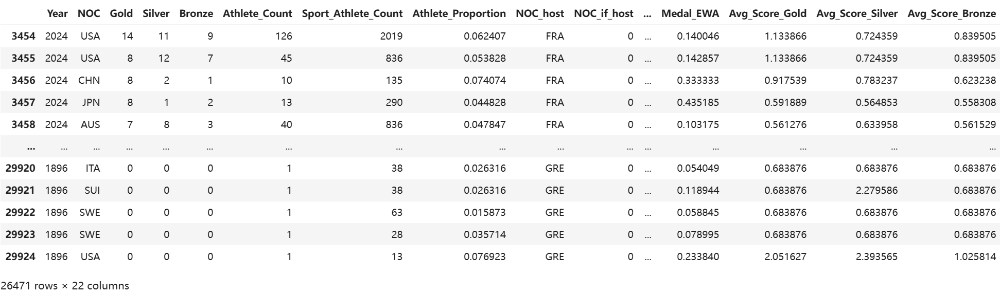 Year NOC Gold Silver Bronze Athlete_Count Sport_Athlete_Count Athlete_Proportion NOC_host NOC_if_host ... Medal_EWA Avg_Score_Gold Avg_Score_Silver Avg_Score_Bronze
3454 2024 USA 14 11 9 126 2019 0.062407 FRA 0 ... 0.140046 1.133866 0.724359 0.839505
3455 2024 USA 8 12 7 45 836 0.053828 FRA 0 ... 0.142857 1.133866 0.724359 0.839505
3456 2024 CHN 8 2 1 10 135 0.074074 FRA 0 ... 0.333333 0.917539 0.783237 0.623238
3457 2024 JPN 8 1 2 13 290 0.044828 FRA 0 ... 0.435185 0.591889 0.564853 0.558308
3458 2024 AUS 7 8 3 40 836 0.047847 FRA 0 ... 0.103175 0.561276 0.633958 0.561529
... ... ... ... ... ... ... ... ... ... ... ... ... ... ... ...
29920 1896 ITA 0 0 0 1 38 0.026316 GRE 0 ... 0.054049 0.683876 0.683876 0.683876
29921 1896 SUI 0 0 0 1 38 0.026316 GRE 0 ... 0.118944 0.683876 2.279586 0.683876
29922 1896 SWE 0 0 0 1 63 0.015873 GRE 0 ... 0.058845 0.683876 0.683876 0.683876
29923 1896 SWE 0 0 0 1 28 0.035714 GRE 0 ... 0.078995 0.683876 0.683876 0.683876
29924 1896 USA 0 0 0 1 13 0.076923 GRE 0 ... 0.233840 2.051627 2.393565 1.025814
26471 rows × 22 columns